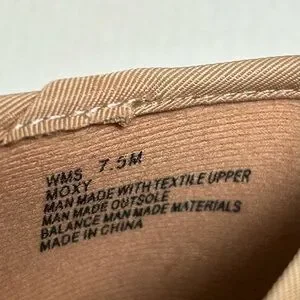 WMS 7.5M
MOXY
MAN MADE WITH TEXTILE UPPER
MAN MADE OUTSOLE
BALANCE MAN MADE MATERIALS
MADE IN CHINA